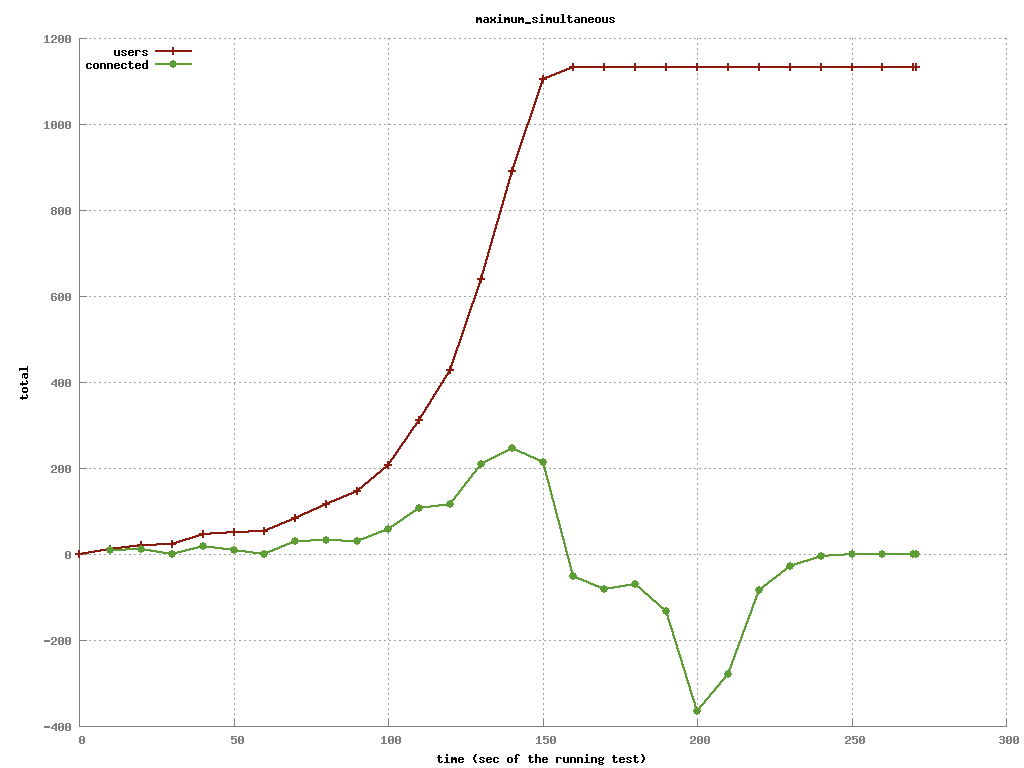 maximum_simultaneous
1200
1000
800
600
400
200
0
-200
-400
users
connected
total
0 50 100 150 200 250 300
time (sec of the running test)